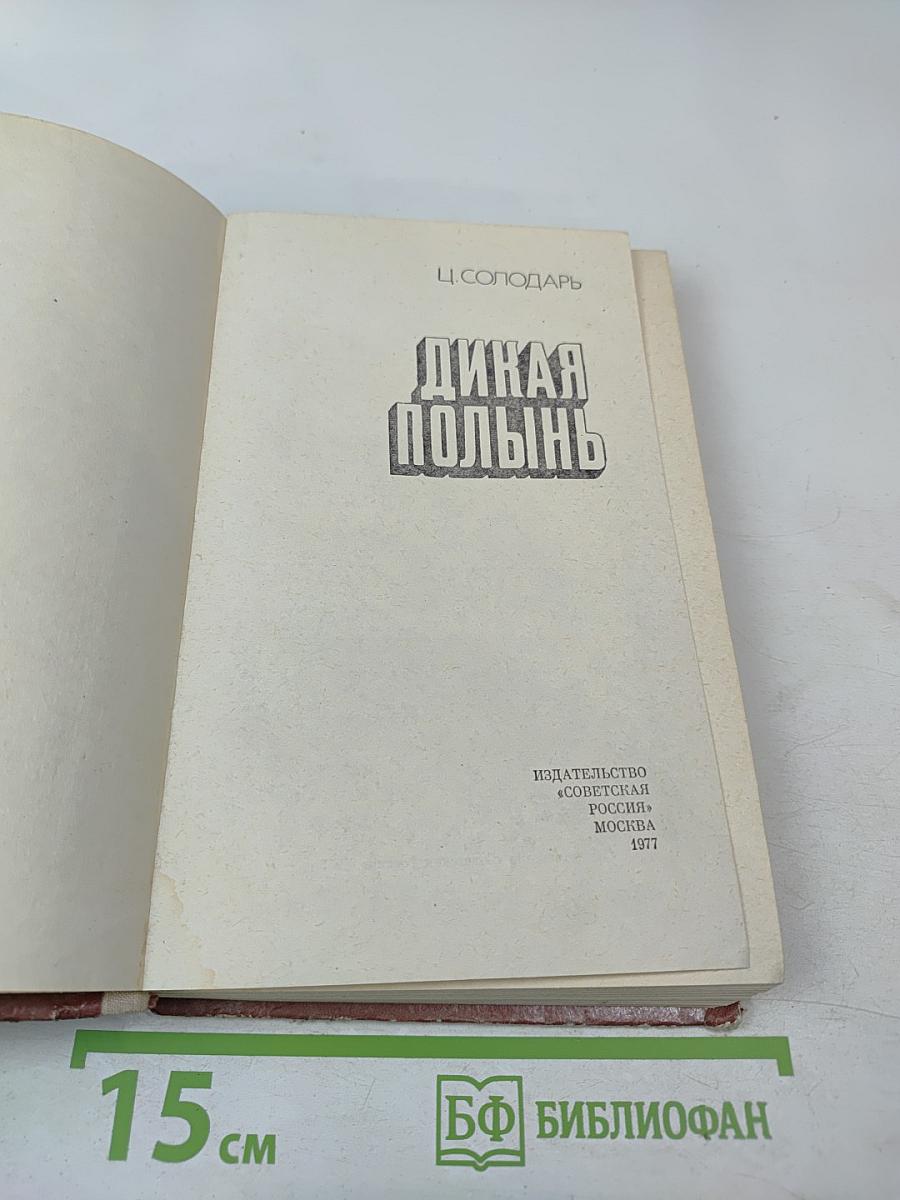 Ц. СОЛОДАРЬ
ДИКАЯ
ПОЛЫНЬ
ИЗДАТЕЛЬСТВО
«СОВЕТСКАЯ
РОССИЯ»
МОСКВА
1977
15 см
БФ БИБЛИОФАН